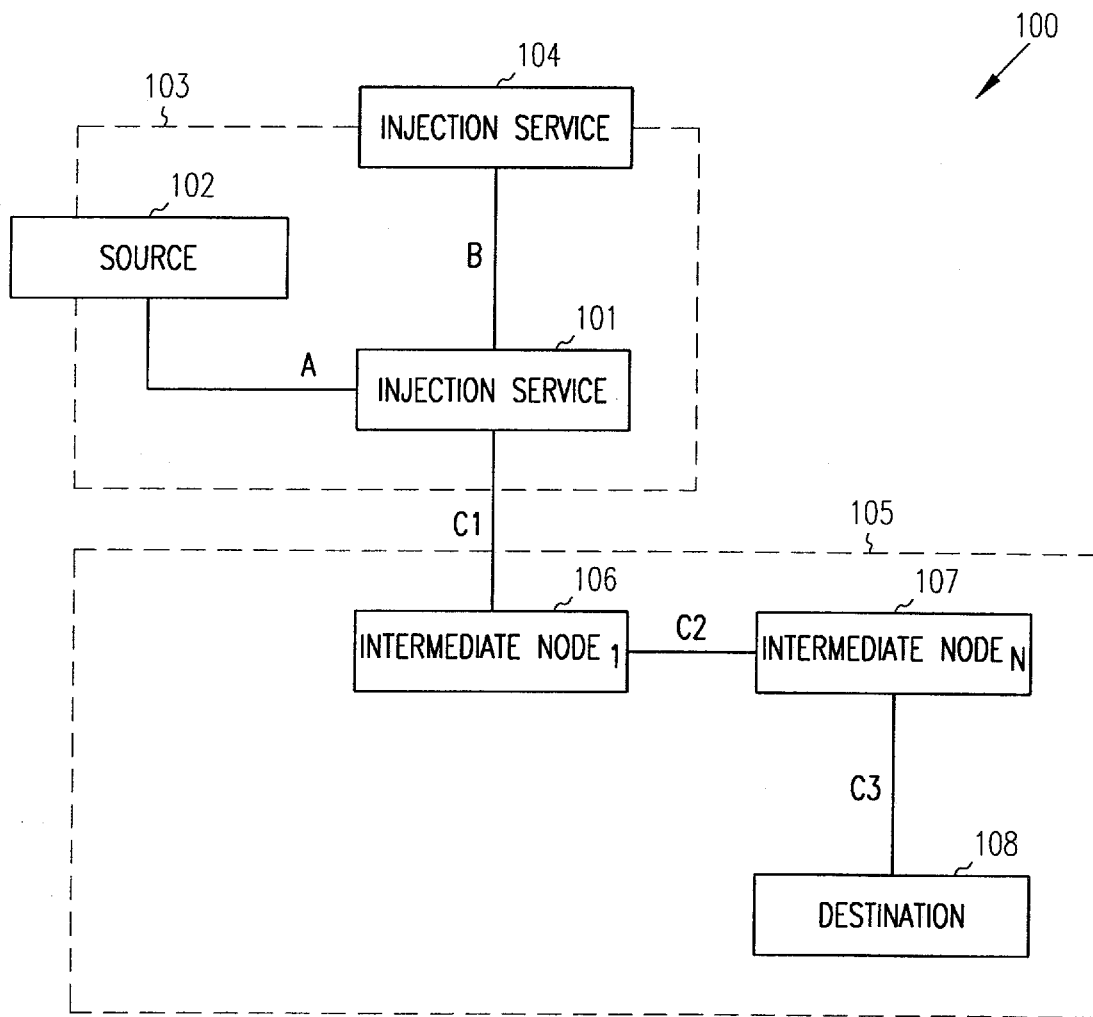 100
104
103
INJECTION SERVICE
102
SOURCE
B
101
A
INJECTION SERVICE
C1
105
106
107
INTERMEDIATE NODE 1
C2
INTERMEDIATE NODE N
C3
108
DESTINATION